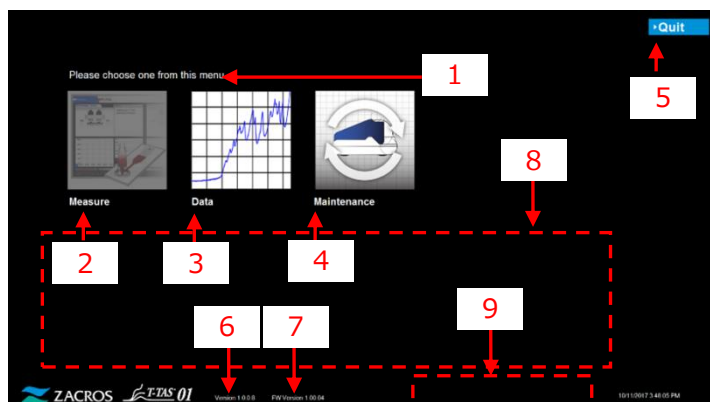 Quit
Please choose one from this menu
1
5
8
Measure
Data
Maintenance
2
3
4
9
6
7
ZACROS T-TAS 01
Version 1.0.0.8
FW Version 1.00.04
10/11/2017 3:48:05 PM